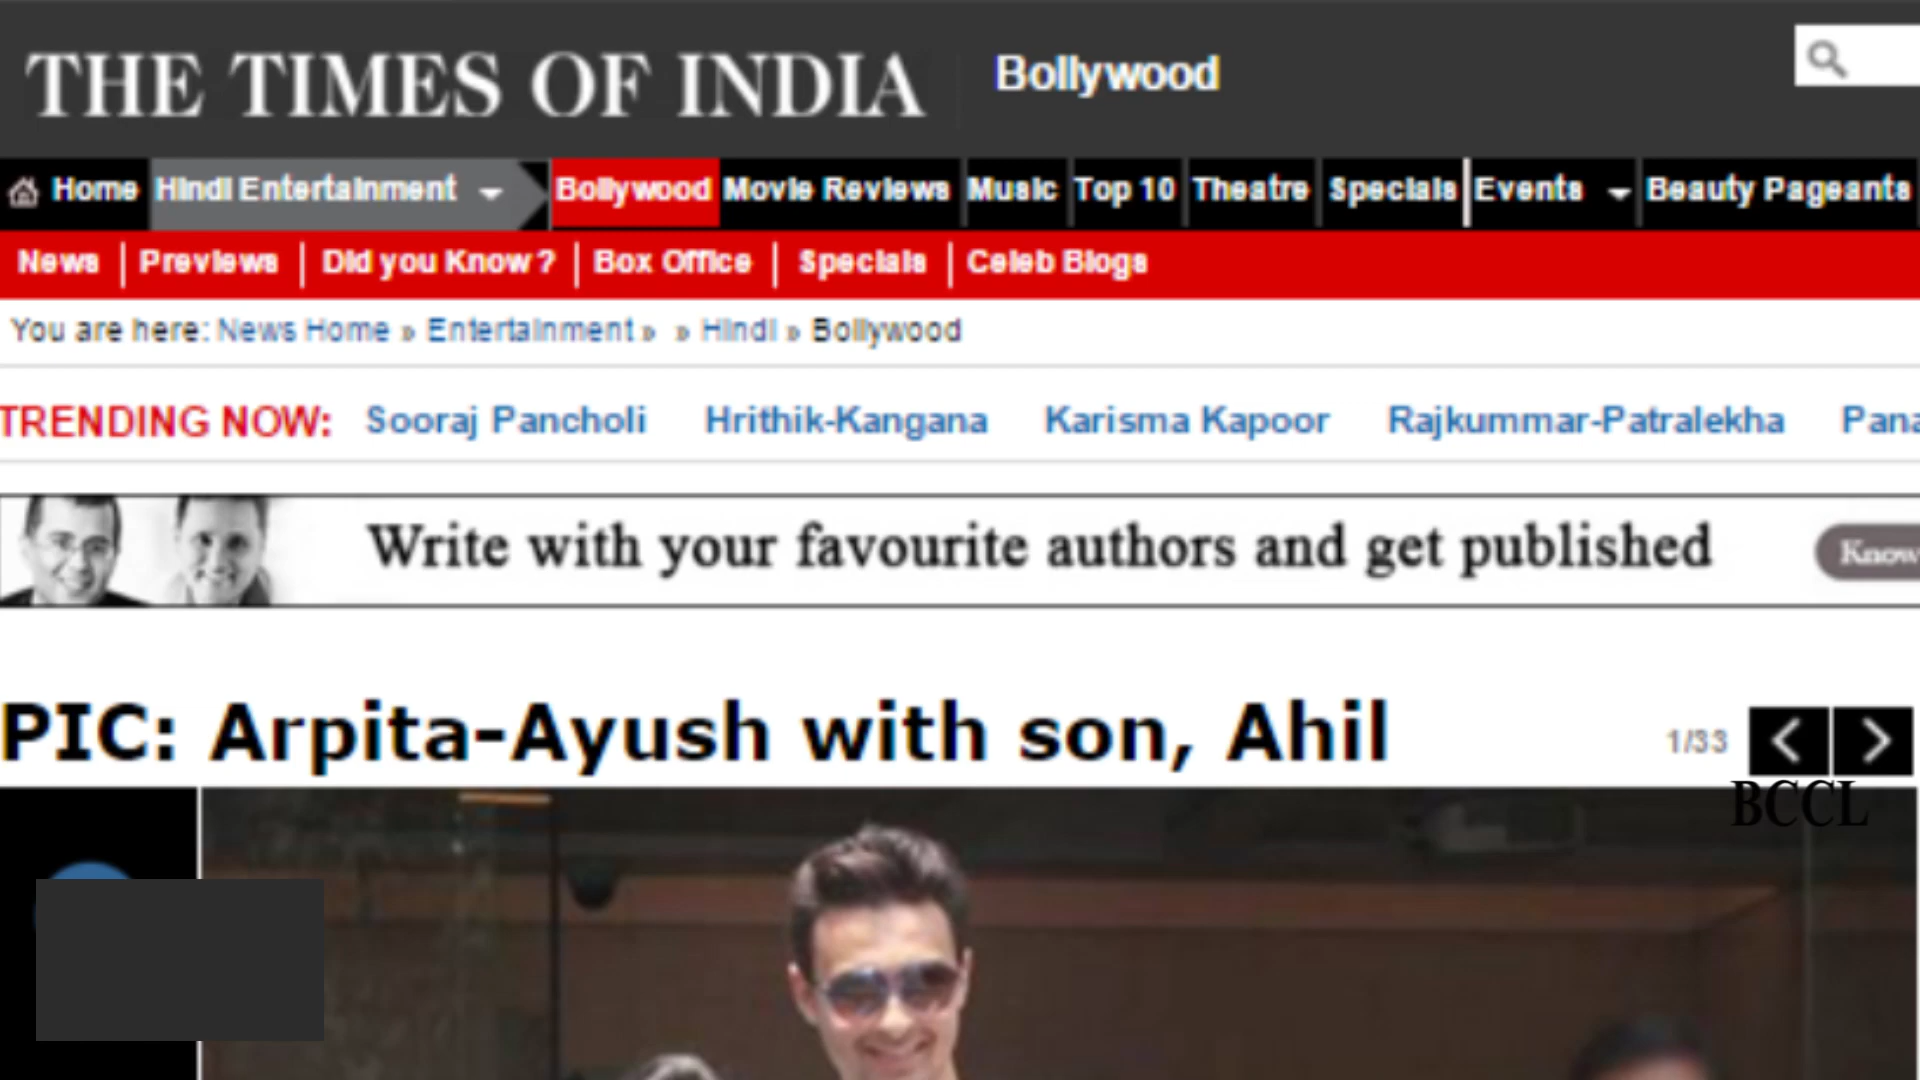 THE TIMES OF INDIA Bollywood
Home Hindi Entertainment Bollywood Movie Reviews Music Top 10 Theatre Specials Events Beauty Pageants
News Previews Did you Know? Box Office Specials Celeb Blogs
You are here: News Home » Entertainment » » Hindi » Bollywood
TRENDING NOW: Sooraj Pancholi Hrithik-Kangana Karisma Kapoor Rajkummar-Patralekha Pana
Write with your favourite authors and get published Know
PIC: Arpita-Ayush with son, Ahil 1/33
BCCL